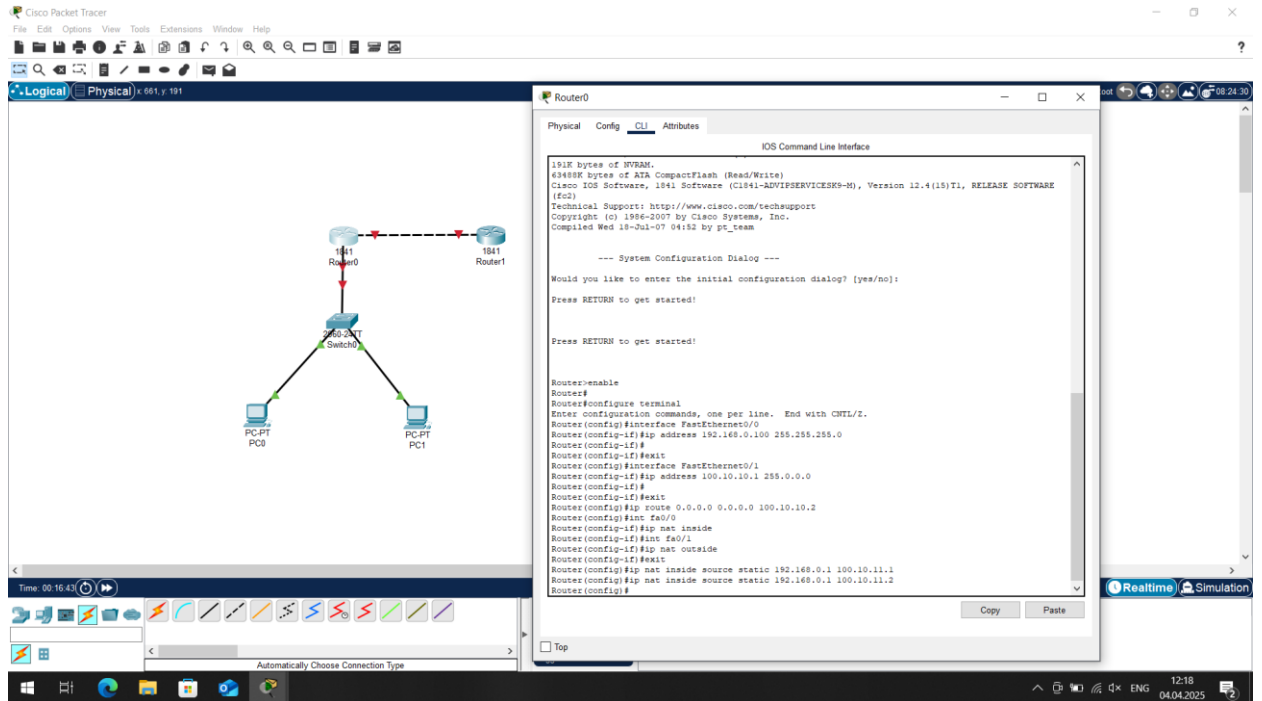 Cisco Packet Tracer
File Edit Options View Tools Extensions Window Help
?
Logical Physical x: 661, y: 191
oot 08:24:30
1841
Router0
1841
Router1
2960-24TT
Switch0
PC-PT
PC0
PC-PT
PC1
Router0
Physical Config CLI Attributes
IOS Command Line Interface
191K bytes of NVRAM.
63488K bytes of ATA CompactFlash (Read/Write)
Cisco IOS Software, 1841 Software (C1841-ADVIPSERVICESK9-M), Version 12.4(15)T1, RELEASE SOFTWARE
(fc2)
Technical Support: http://www.cisco.com/techsupport
Copyright (c) 1986-2007 by Cisco Systems, Inc.
Compiled Wed 18-Jul-07 04:52 by pt_team
--- System Configuration Dialog ---
Would you like to enter the initial configuration dialog? [yes/no]:
Press RETURN to get started!
Press RETURN to get started!
Router>enable
Router#
Router#configure terminal
Enter configuration commands, one per line. End with CNTL/Z.
Router(config)#interface FastEthernet0/0
Router(config-if)#ip address 192.168.0.100 255.255.255.0
Router(config-if)#
Router(config-if)#exit
Router(config)#interface FastEthernet0/1
Router(config-if)#ip address 100.10.10.1 255.0.0.0
Router(config-if)#
Router(config-if)#exit
Router(config)#ip route 0.0.0.0 0.0.0.0 100.10.10.2
Router(config)#int fa0/0
Router(config-if)#ip nat inside
Router(config-if)#int fa0/1
Router(config-if)#ip nat outside
Router(config-if)#exit
Router(config)#ip nat inside source static 192.168.0.1 100.10.11.1
Router(config)#ip nat inside source static 192.168.0.1 100.10.11.2
Router(config)#
Copy Paste
Top
Time: 00:16:43
Realtime Simulation
Automatically Choose Connection Type
ENG
12:18
04.04.2025
2